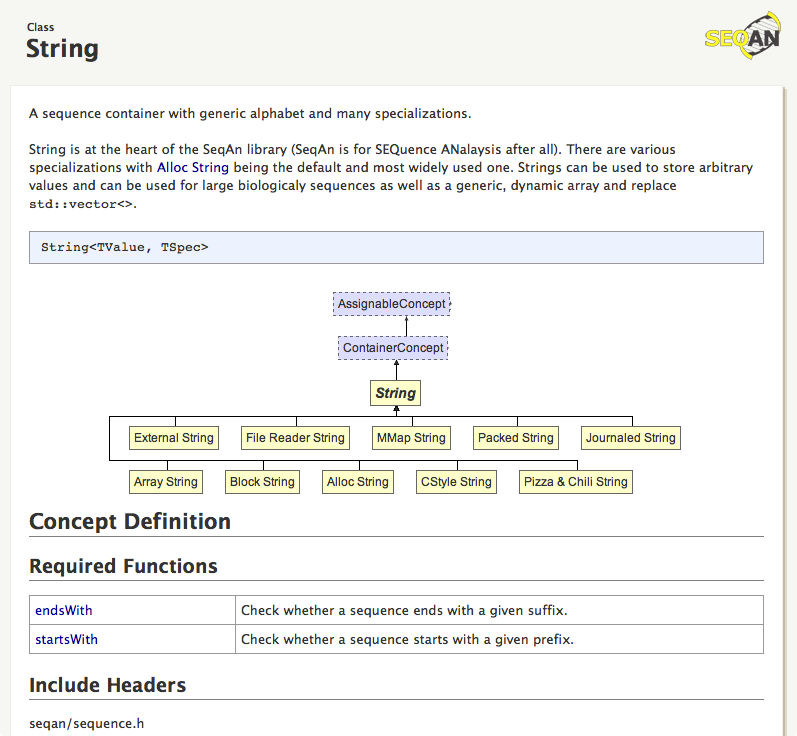 Class
String
SEQAN
A sequence container with generic alphabet and many specializations.
String is at the heart of the SeqAn library (SeqAn is for SEQuence ANalaysis after all). There are various
specializations with Alloc String being the default and most widely used one. Strings can be used to store arbitrary
values and can be used for large biologicaly sequences as well as a generic, dynamic array and replace
std::vector<>.
String<TValue, TSpec>
AssignableConcept
ContainerConcept
String
External String File Reader String MMap String Packed String Journaled String
Array String Block String Alloc String CStyle String Pizza & Chili String
Concept Definition
Required Functions
endsWith Check whether a sequence ends with a given suffix.
startsWith Check whether a sequence starts with a given prefix.
Include Headers
seqan/sequence.h